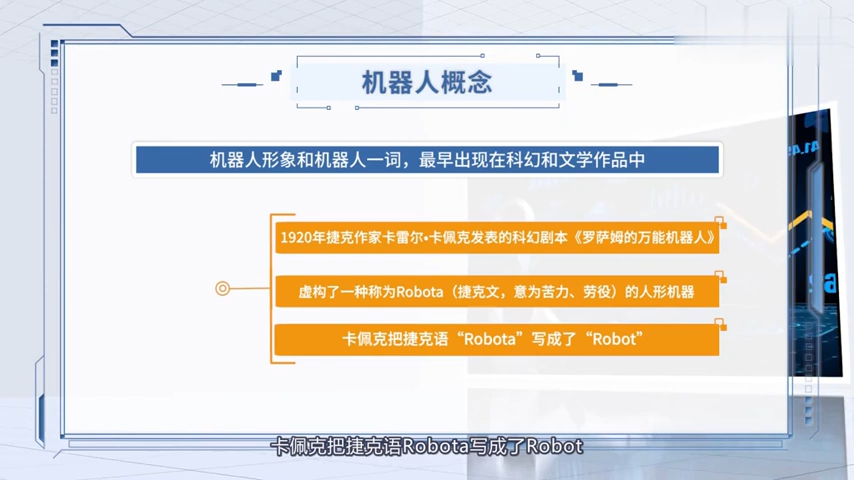 机器人概念
机器人形象和机器人一词，最早出现在科幻和文学作品中
1920年捷克作家卡雷尔•卡佩克发表的科幻剧本《罗萨姆的万能机器人》
虚构了一种称为Robota（捷克文，意为苦力、劳役）的人形机器
卡佩克把捷克语“Robota”写成了“Robot”
卡佩克把捷克语Robota写成了Robot